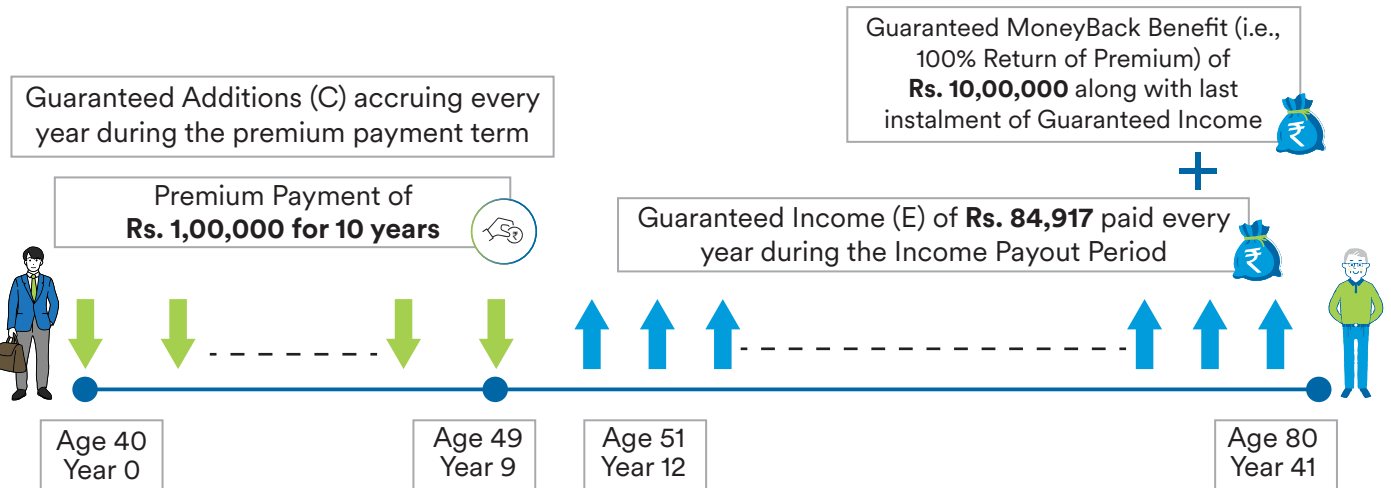 Guaranteed MoneyBack Benefit (i.e.,
100% Return of Premium) of
Rs. 10,00,000 along with last
instalment of Guaranteed Income
₹
Guaranteed Additions (C) accruing every
year during the premium payment term
Premium Payment of
Rs. 1,00,000 for 10 years
₹
+
Guaranteed Income (E) of Rs. 84,917 paid every
year during the Income Payout Period
₹
Age 40
Year 0
Age 49
Year 9
Age 51
Year 12
Age 80
Year 41